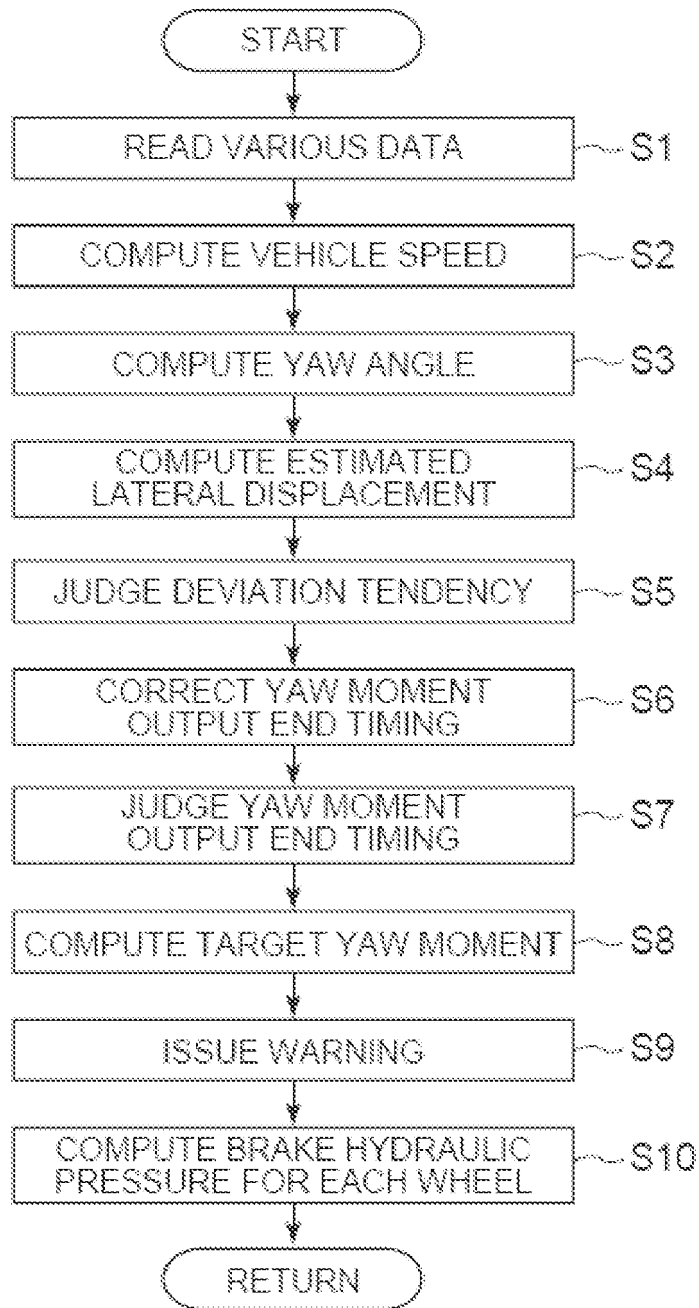 START
READ VARIOUS DATA
S1
COMPUTE VEHICLE SPEED
S2
COMPUTE YAW ANGLE
S3
COMPUTE ESTIMATED
LATERAL DISPLACEMENT
S4
JUDGE DEVIATION TENDENCY
S5
CORRECT YAW MOMENT
OUTPUT END TIMING
S6
JUDGE YAW MOMENT
OUTPUT END TIMING
S7
COMPUTE TARGET YAW MOMENT
S8
ISSUE WARNING
S9
COMPUTE BRAKE HYDRAULIC
PRESSURE FOR EACH WHEEL
S10
RETURN